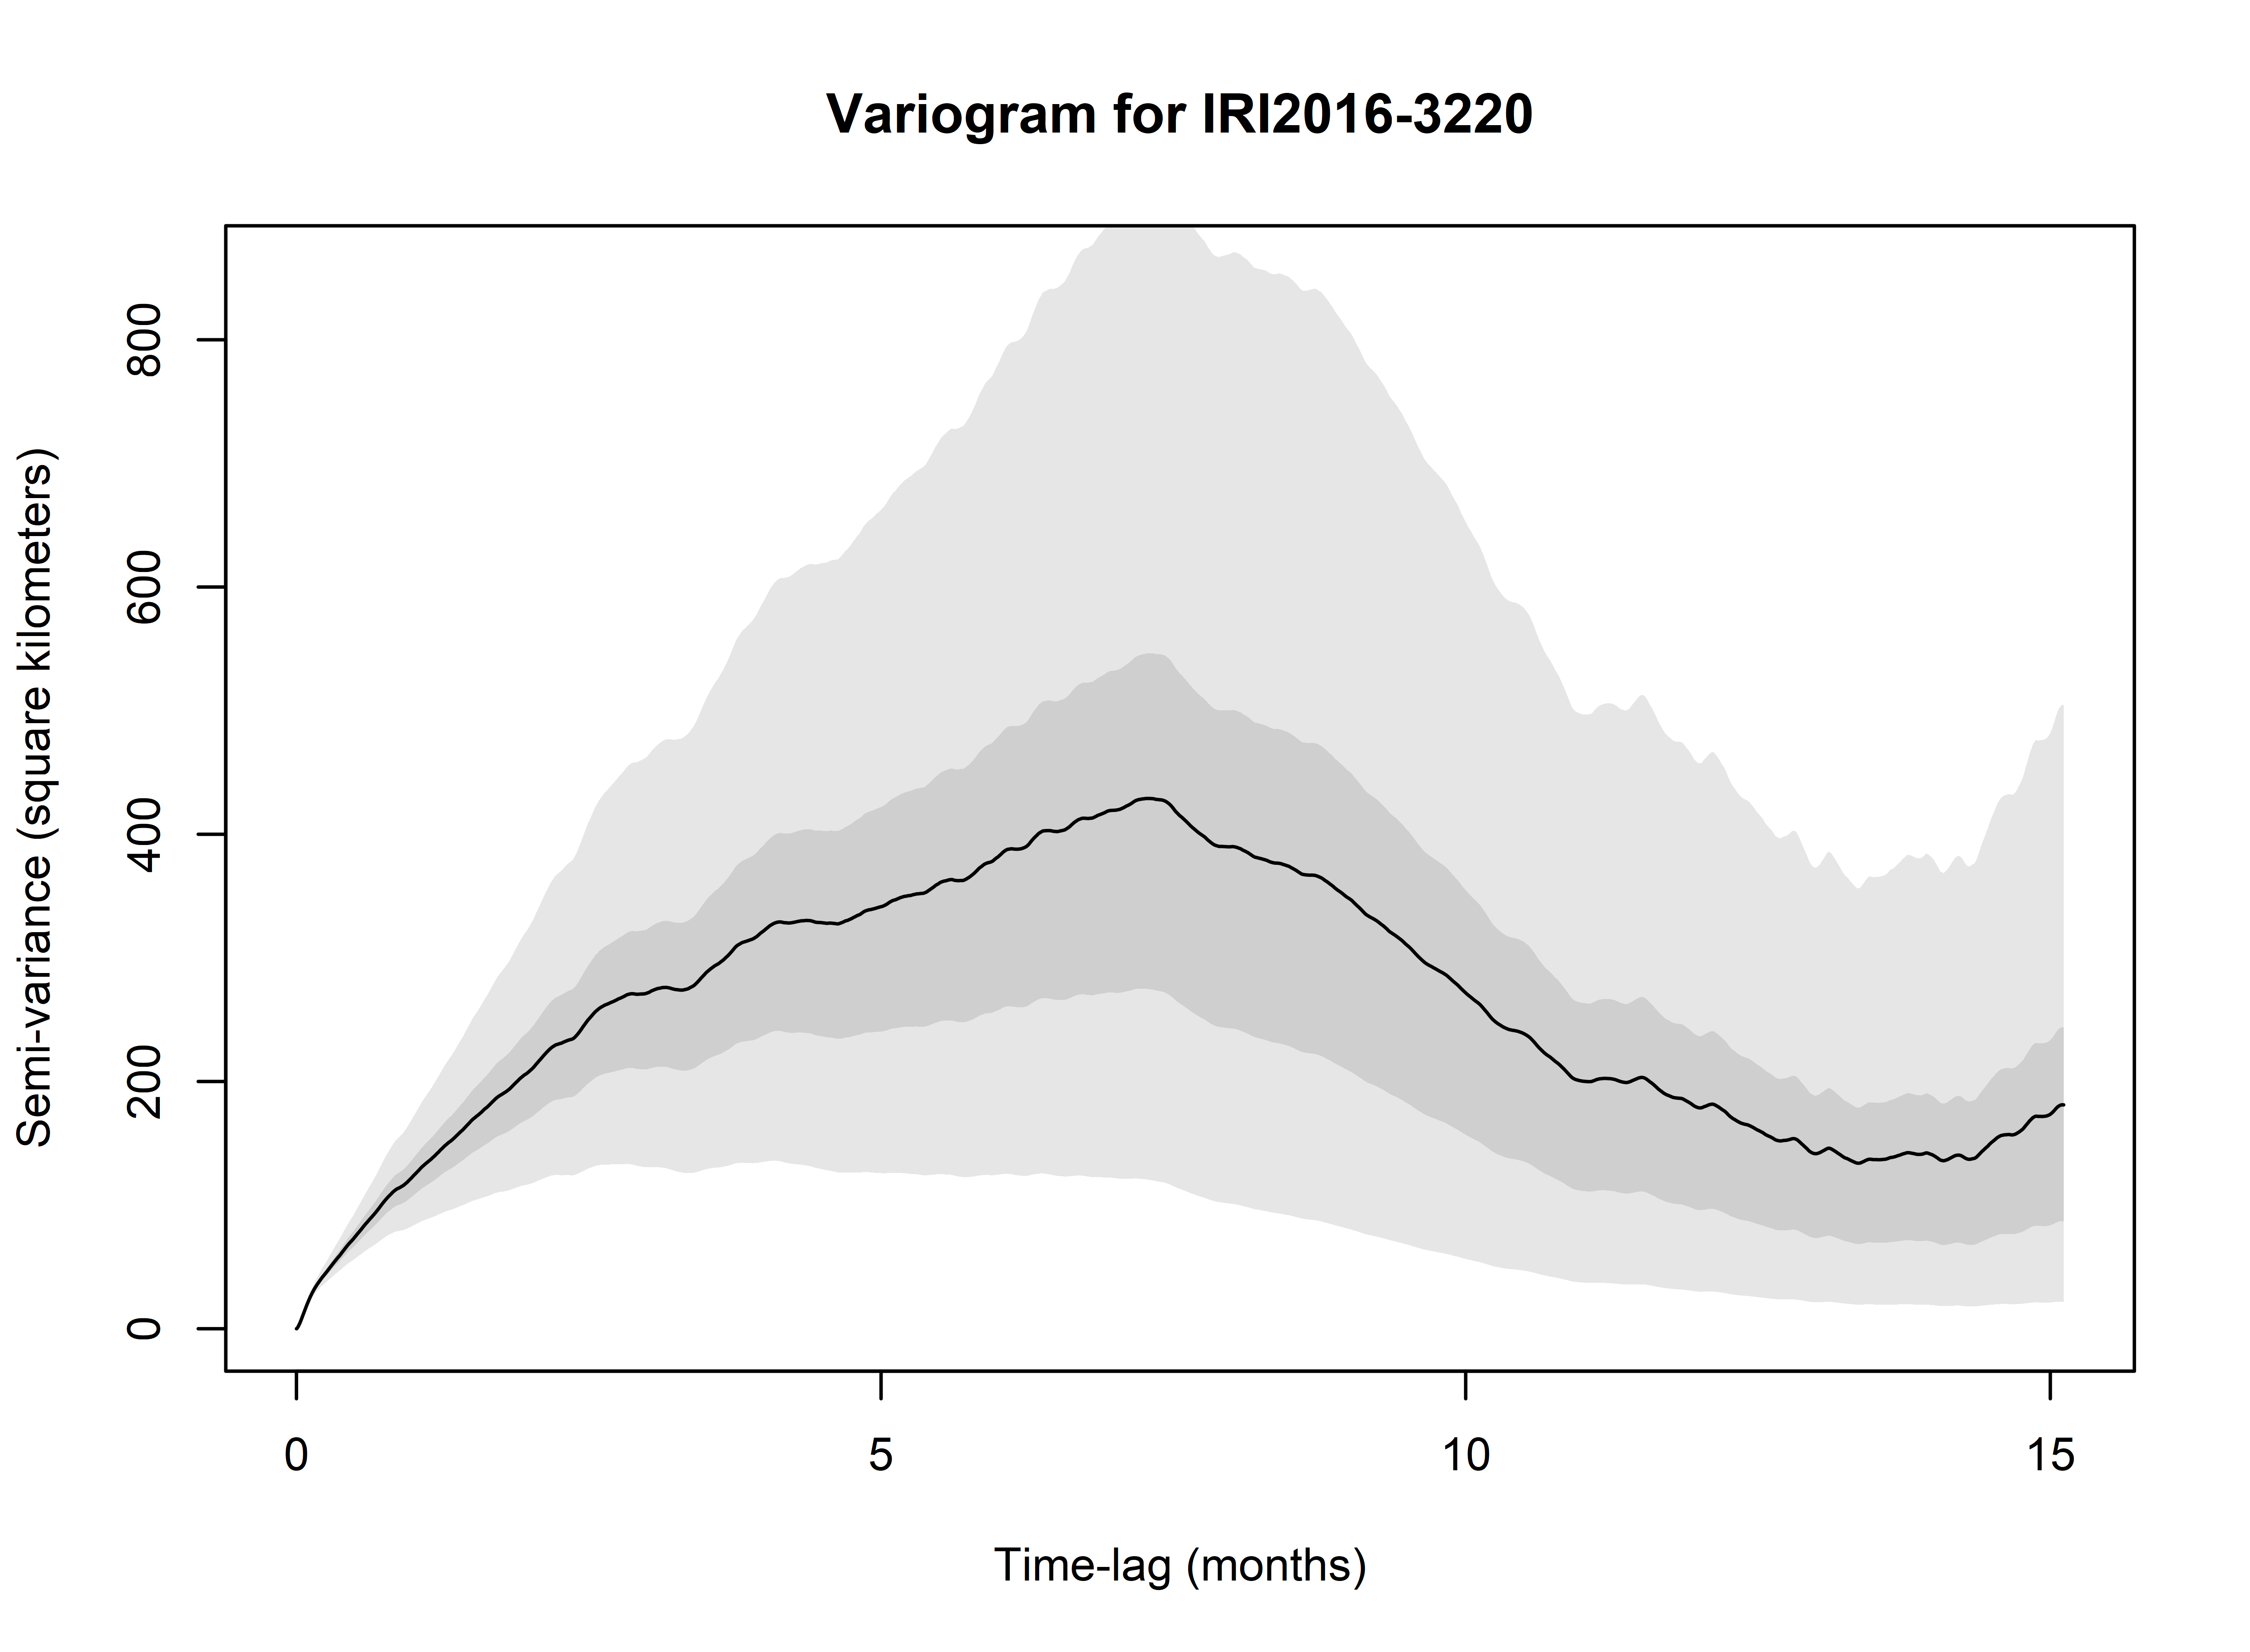 Variogram for IRI2016-3220
Semi-variance (square kilometers)
800
600
400
200
0
0 5 10 15
Time-lag (months)